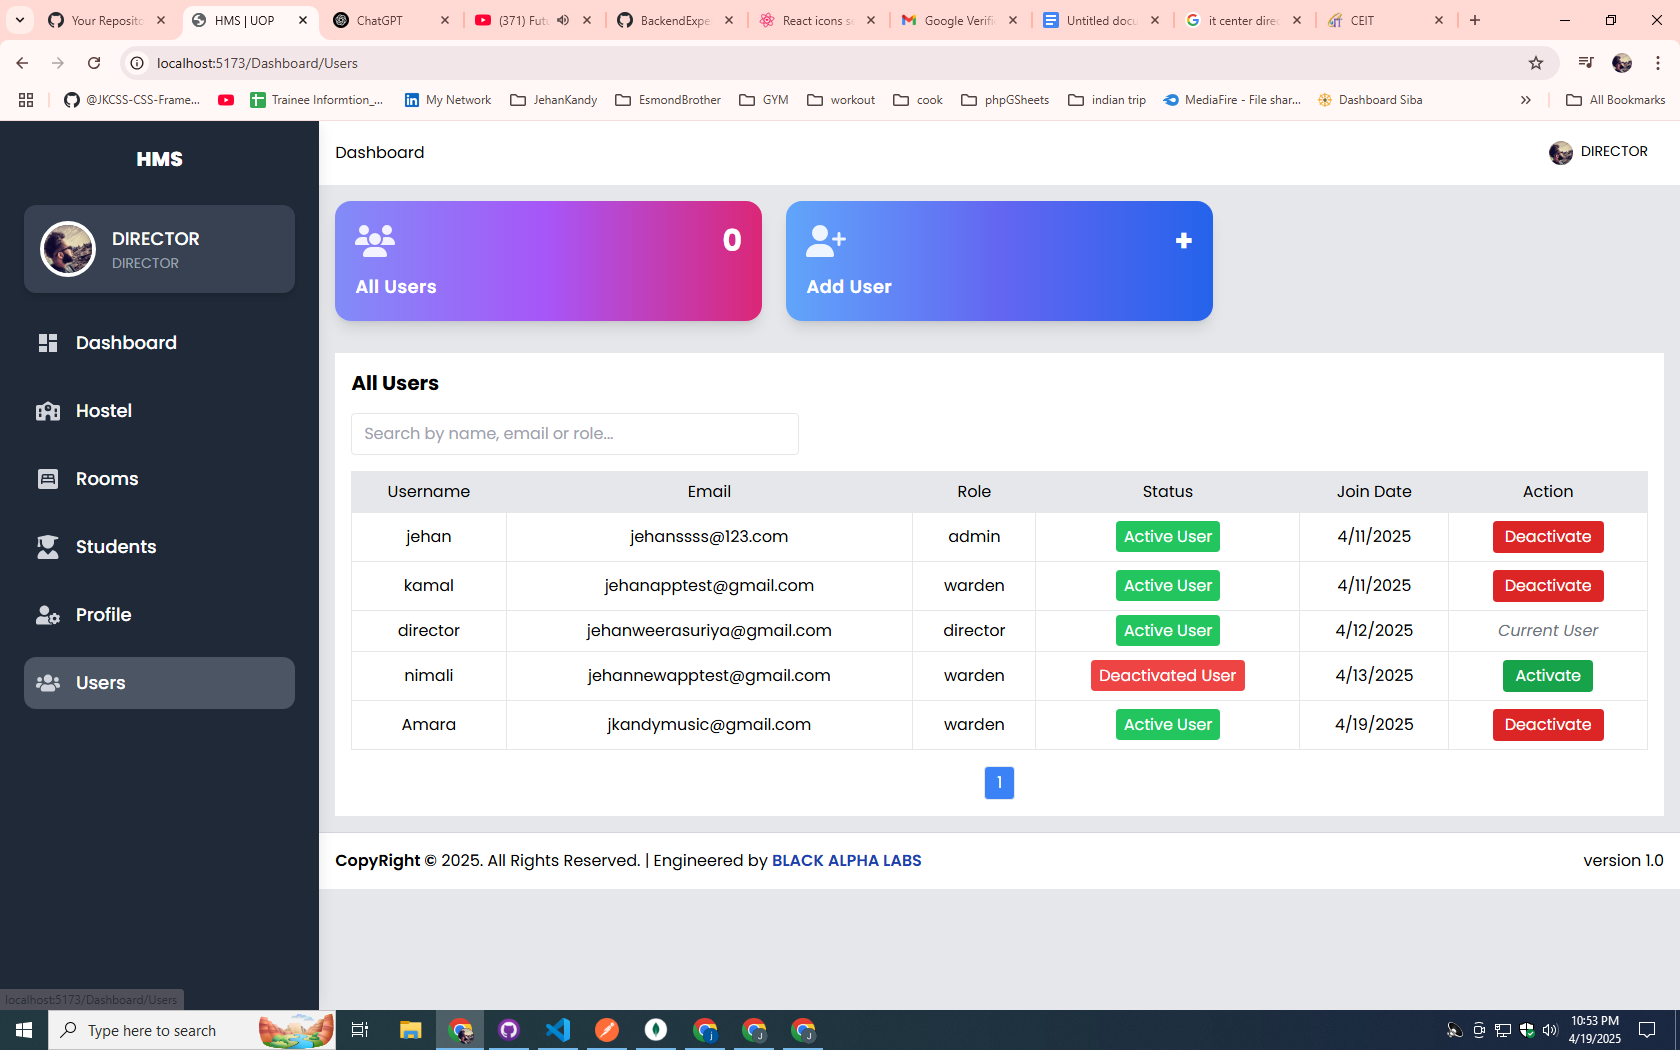 Your Reposito
HMS | UOP
ChatGPT
(371) Futu
BackendExpe
React icons se
Google Verific
Untitled docu
it center direc
CEIT
localhost:5173/Dashboard/Users
@JKCSS-CSS-Frame...
Trainee Informtion_...
My Network
JehanKandy
EsmondBrother
GYM
workout
cook
phpGSheets
indian trip
MediaFire - File shar...
Dashboard Siba
All Bookmarks
HMS
DIRECTOR
DIRECTOR
Dashboard
Hostel
Rooms
Students
Profile
Users
localhost:5173/Dashboard/Users
Dashboard
DIRECTOR
0
All Users
+
Add User
All Users
Search by name, email or role...
Username Email Role Status Join Date Action
jehan jehanssss@123.com admin Active User 4/11/2025 Deactivate
kamal jehanapptest@gmail.com warden Active User 4/11/2025 Deactivate
director jehanweerasuriya@gmail.com director Active User 4/12/2025 Current User
nimali jehannewapptest@gmail.com warden Deactivated User 4/13/2025 Activate
Amara jkandymusic@gmail.com warden Active User 4/19/2025 Deactivate
1
CopyRight © 2025. All Rights Reserved. | Engineered by BLACK ALPHA LABS
version 1.0
Type here to search
10:53 PM
4/19/2025